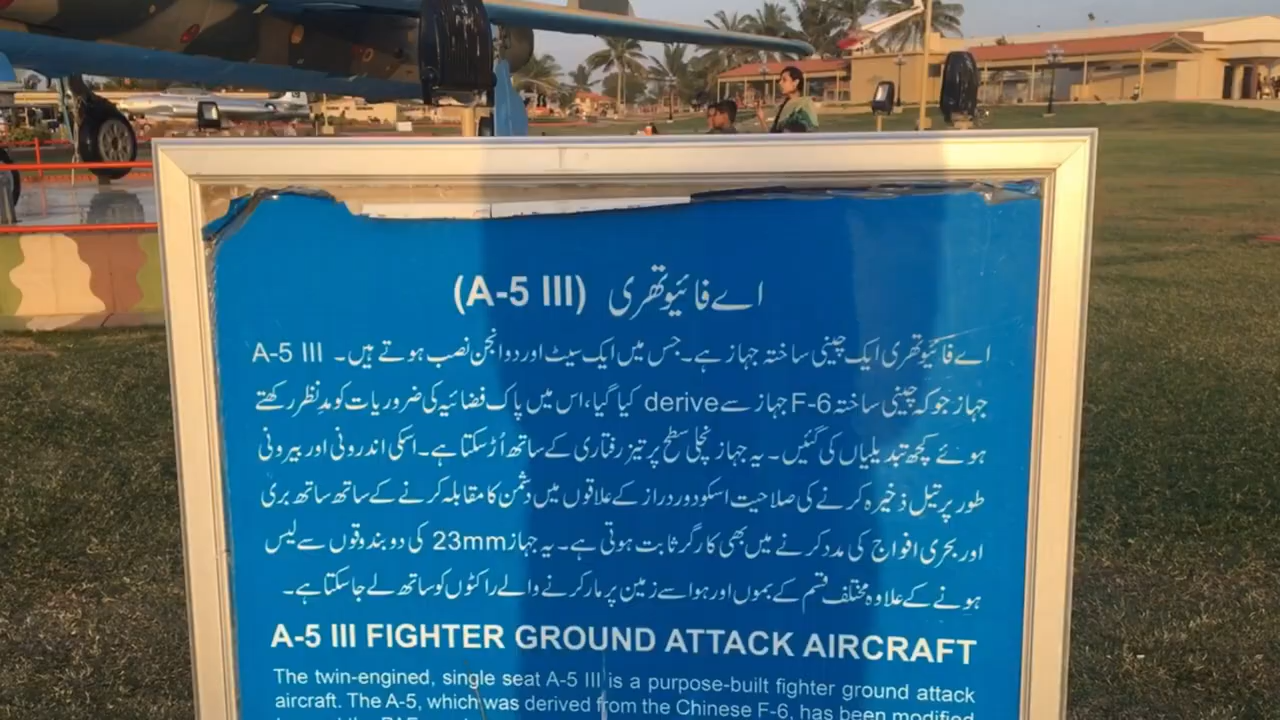 اے فائیو تھری (A-5 III)
اے فائیو تھری ایک چینی ساختہ جہاز ہے۔ جس میں ایک سیٹ اور دو انجن نصب ہوتے ہیں۔ A-5 III
جہاز جو کہ چینی ساختہ F-6 جہاز سے derive کیا گیا، اس میں پاک فضائیہ کی ضروریات کو مدِنظر رکھتے
ہوئے کچھ تبدیلیاں کی گئیں۔ یہ جہاز نچلی سطح پر تیز رفتاری کے ساتھ اُڑ سکتا ہے۔ اسکی اندرونی اور بیرونی
طور پر تیل ذخیرہ کرنے کی صلاحیت اسکو دور دراز کے علاقوں میں دشمن کا مقابلہ کرنے کے ساتھ ساتھ بری
اور بحری افواج کی مدد کرنے میں بھی کارگر ثابت ہوتی ہے۔ یہ جہاز 23mm کی دو بندوقوں سے لیس
ہونے کے علاوہ مختلف قسم کے بموں اور ہوا سے زمین پر مار کرنے والے راکٹوں کو ساتھ لے جا سکتا ہے۔
A-5 III FIGHTER GROUND ATTACK AIRCRAFT
The twin-engined, single seat A-5 III is a purpose-built fighter ground attack
aircraft. The A-5, which was derived from the Chinese F-6, has been modified